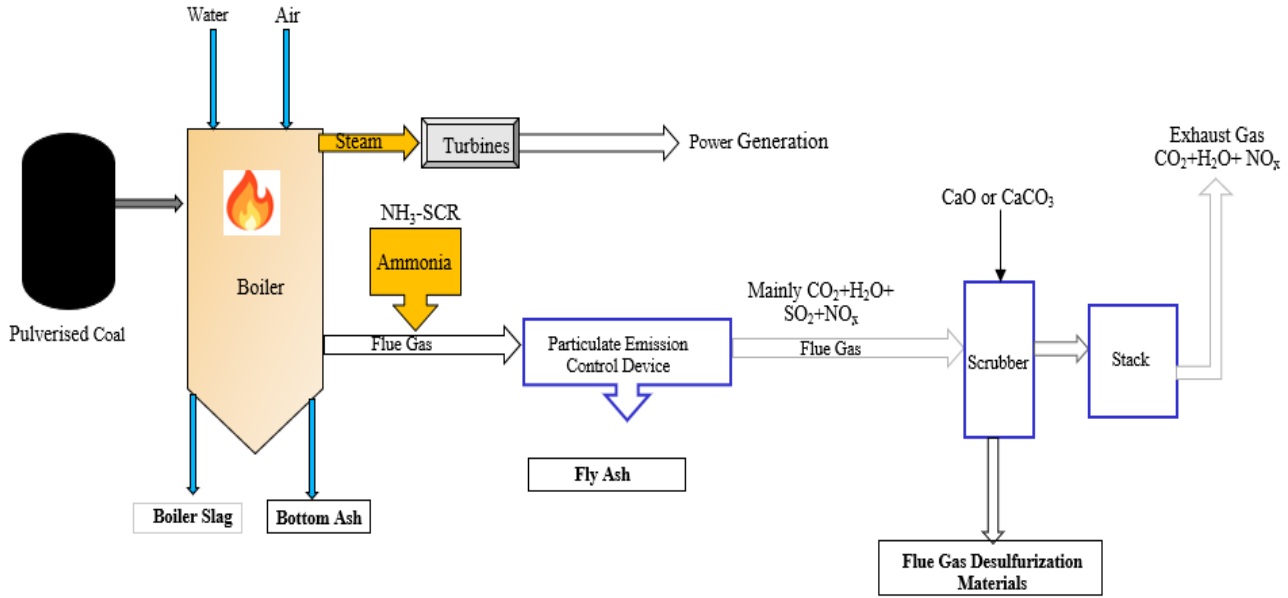 Water
Air
Steam
Turbines
Power Generation
Exhaust Gas
CO₂+H₂O+ NOₓ
NH₃-SCR
CaO or CaCO₃
Ammonia
Boiler
Mainly CO₂+H₂O+
SO₂+NOₓ
Pulverised Coal
Flue Gas
Particulate Emission
Control Device
Flue Gas
Scrubber
Stack
Fly Ash
Boiler Slag
Bottom Ash
Flue Gas Desulfurization
Materials